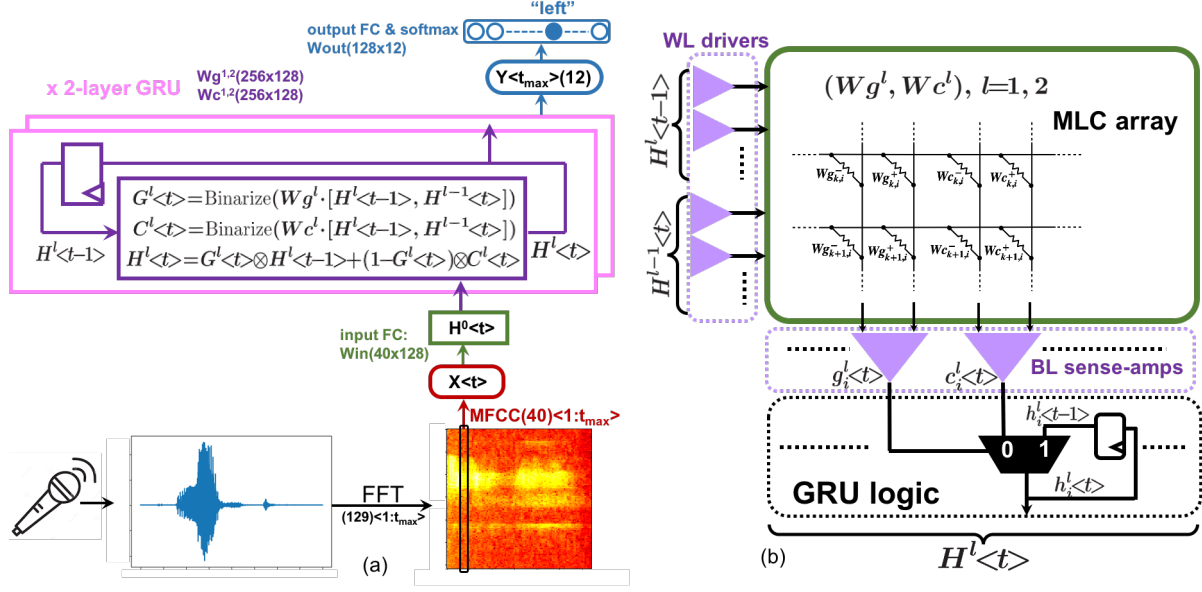 “left”
output FC & softmax
Wout(128x12)
Y<tmax>(12)
x 2-layer GRU
Wg¹,²(256x128)
Wc¹,²(256x128)
Gˡ<t>=Binarize(Wgˡ·[Hˡ<t−1>, Hˡ⁻¹<t>])
Cˡ<t>=Binarize(Wcˡ·[Hˡ<t−1>, Hˡ⁻¹<t>])
Hˡ<t>=Gˡ<t>⊗Hˡ<t−1>+(1−Gˡ<t>)⊗Cˡ<t>
Hˡ<t−1>
Hˡ<t>
input FC:
Win(40x128)
H⁰<t>
X<t>
MFCC(40)<1:tmax>
FFT
(129)<1:tmax>
(a)
WL drivers
Hˡ<t−1>
Hˡ⁻¹<t>
(Wgˡ, Wcˡ), l=1, 2
MLC array
Wg⁻k,i Wg⁺k,i Wc⁻k,i Wc⁺k,i
Wg⁻k+1,i Wg⁺k+1,i Wc⁻k+1,i Wc⁺k+1,i
gᵢˡ<t>
cᵢˡ<t>
BL sense-amps
hᵢˡ<t−1>
0 1
hᵢˡ<t>
GRU logic
(b)
Hˡ<t>